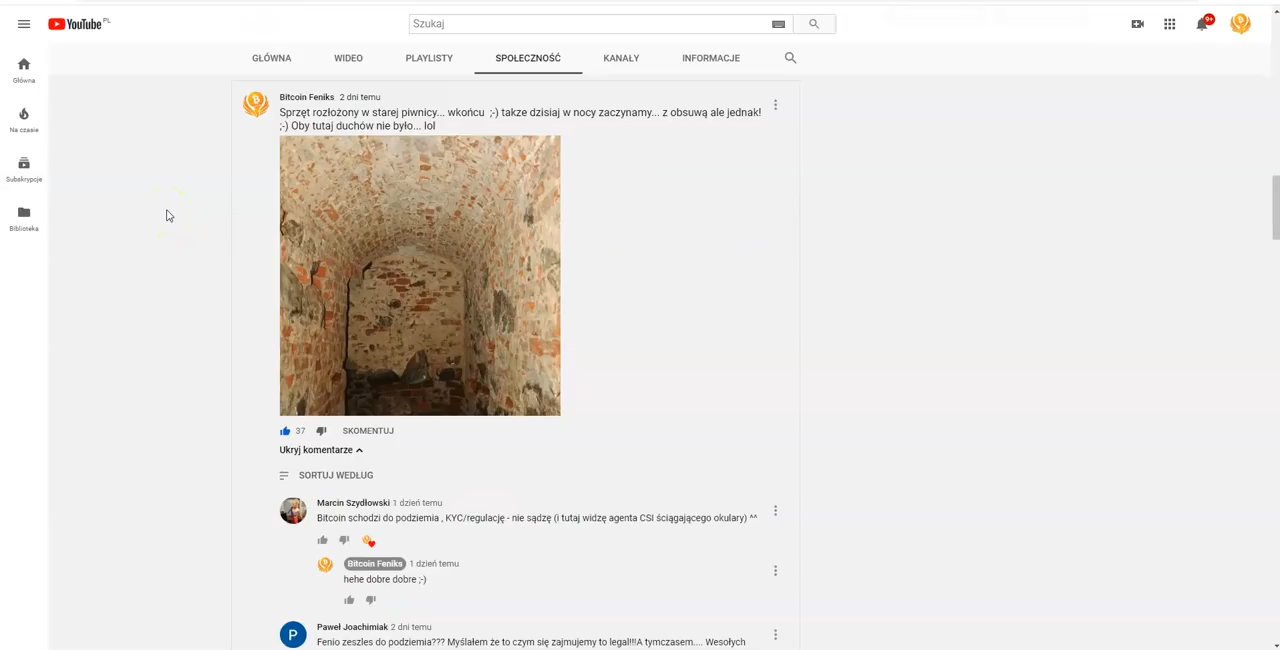 YouTube PL
Szukaj
9+
Główna
Na czasie
Subskrypcje
Biblioteka
GŁÓWNA WIDEO PLAYLISTY SPOŁECZNOŚĆ KANAŁY INFORMACJE
Bitcoin Feniks 2 dni temu
Sprzęt rozłożony w starej piwnicy... wkońcu ;-) takze dzisiaj w nocy zaczynamy... z obsuwą ale jednak!
;-) Oby tutaj duchów nie było... lol
37 SKOMENTUJ
Ukryj komentarze
SORTUJ WEDŁUG
Marcin Szydłowski 1 dzień temu
Bitcoin schodzi do podziemia , KYC/regulację - nie sądzę (i tutaj widzę agenta CSI ściągającego okulary) ^^
Bitcoin Feniks 1 dzień temu
hehe dobre dobre ;-)
P
Paweł Joachimiak 2 dni temu
Fenio zeszles do podziemia??? Myślałem że to czym się zajmujemy to legal!!!A tymczasem.... Wesołych